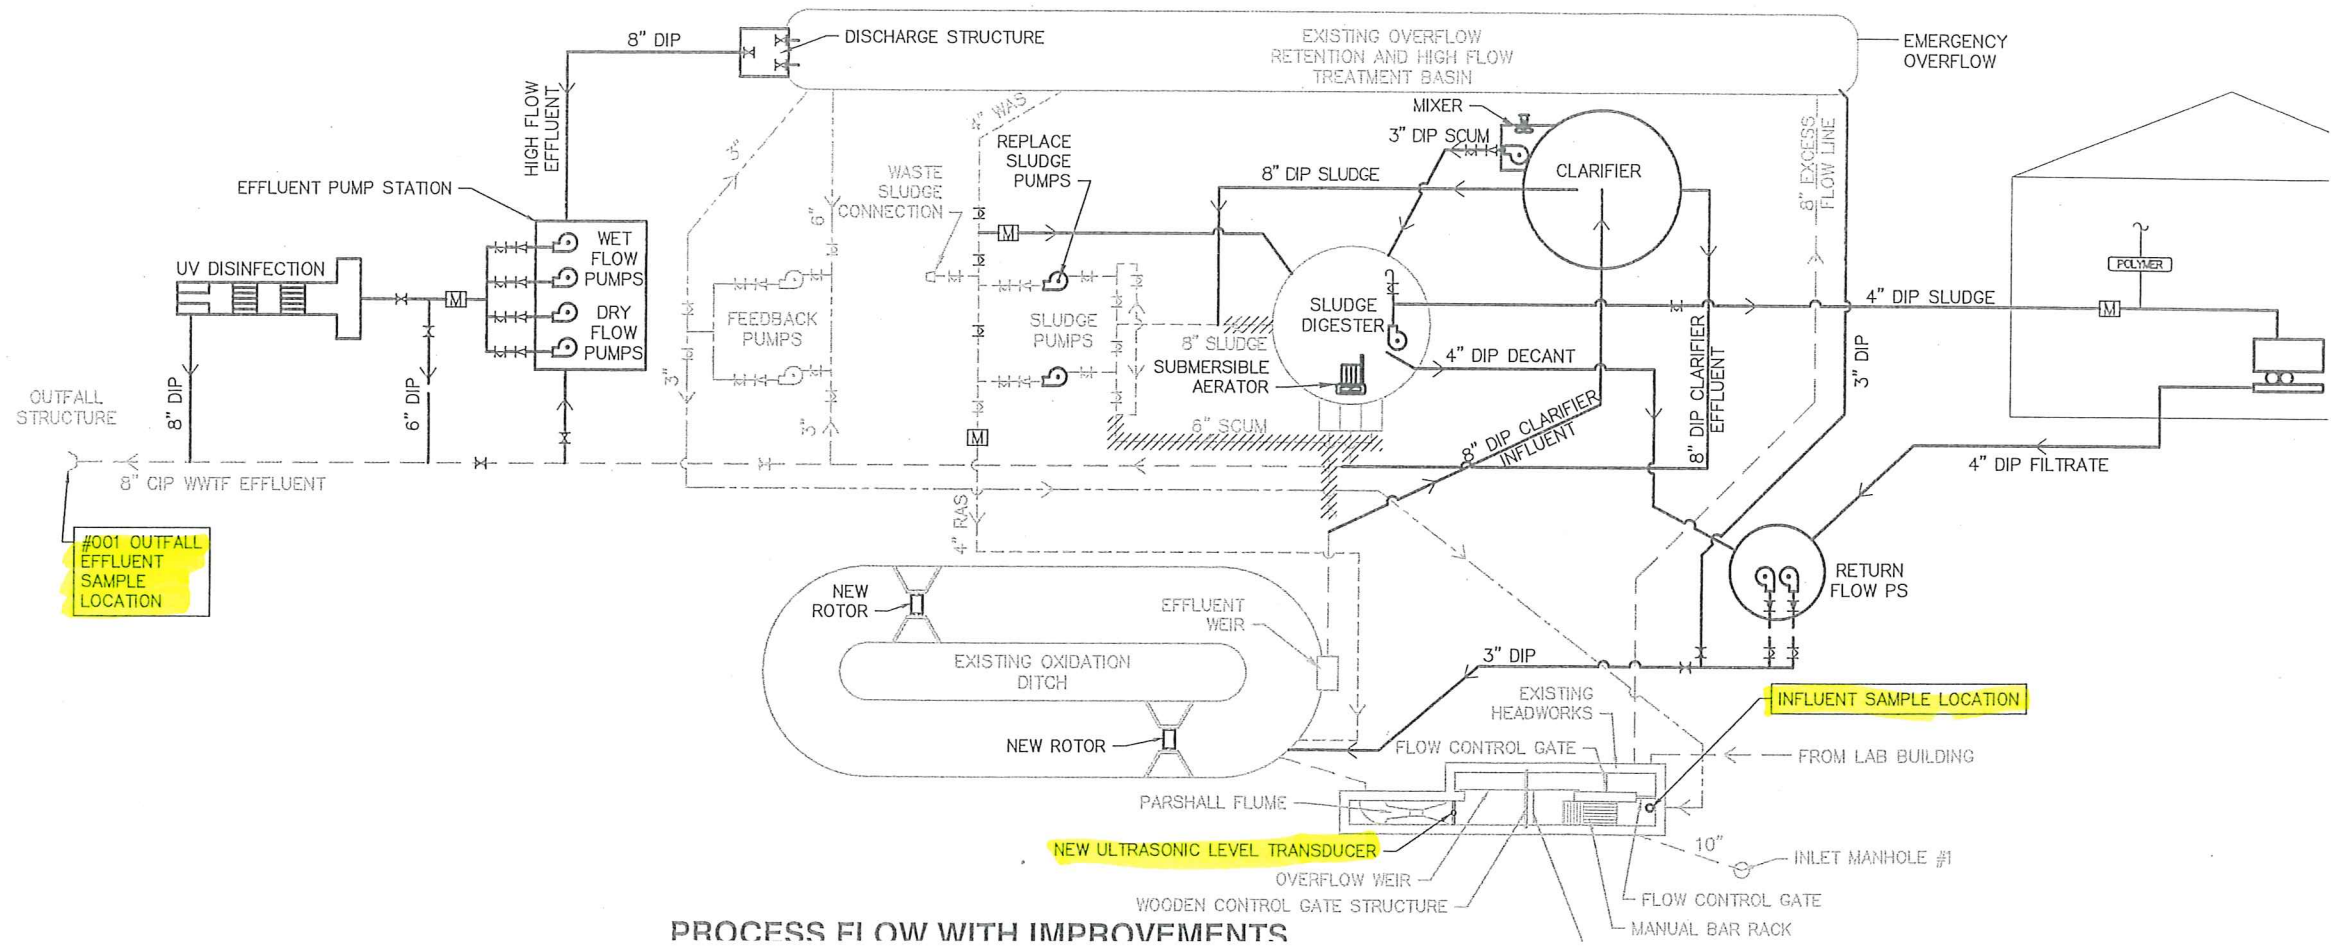 8" DIP
DISCHARGE STRUCTURE
EXISTING OVERFLOW
RETENTION AND HIGH FLOW
TREATMENT BASIN
EMERGENCY
OVERFLOW
HIGH FLOW
EFFLUENT
4" WAS
MIXER
3" DIP SCUM
REPLACE
SLUDGE
PUMPS
3"
WASTE
SLUDGE
CONNECTION
8" DIP SLUDGE
CLARIFIER
8" EXCESS
FLOW LINE
EFFLUENT PUMP STATION
6"
WET
FLOW
PUMPS
DRY
FLOW
PUMPS
UV DISINFECTION
POLYMER
M
M
M
M
4" DIP SLUDGE
SLUDGE
DIGESTER
FEEDBACK
PUMPS
SLUDGE
PUMPS
8" SLUDGE
4" DIP DECANT
SUBMERSIBLE
AERATOR
8" DIP CLARIFIER
EFFLUENT
3" DIP
OUTFALL
STRUCTURE
8" DIP
6" DIP
3"
6" SCUM
8" DIP CLARIFIER
INFLUENT
4" DIP FILTRATE
8" CIP WWTF EFFLUENT
4" RAS
#001 OUTFALL
EFFLUENT
SAMPLE
LOCATION
NEW
ROTOR
EFFLUENT
WEIR
RETURN
FLOW PS
EXISTING OXIDATION
DITCH
3" DIP
EXISTING
HEADWORKS
INFLUENT SAMPLE LOCATION
NEW ROTOR
FLOW CONTROL GATE
FROM LAB BUILDING
PARSHALL FLUME
NEW ULTRASONIC LEVEL TRANSDUCER
10"
INLET MANHOLE #1
OVERFLOW WEIR
WOODEN CONTROL GATE STRUCTURE
FLOW CONTROL GATE
MANUAL BAR RACK
PROCESS FLOW WITH IMPROVEMENTS